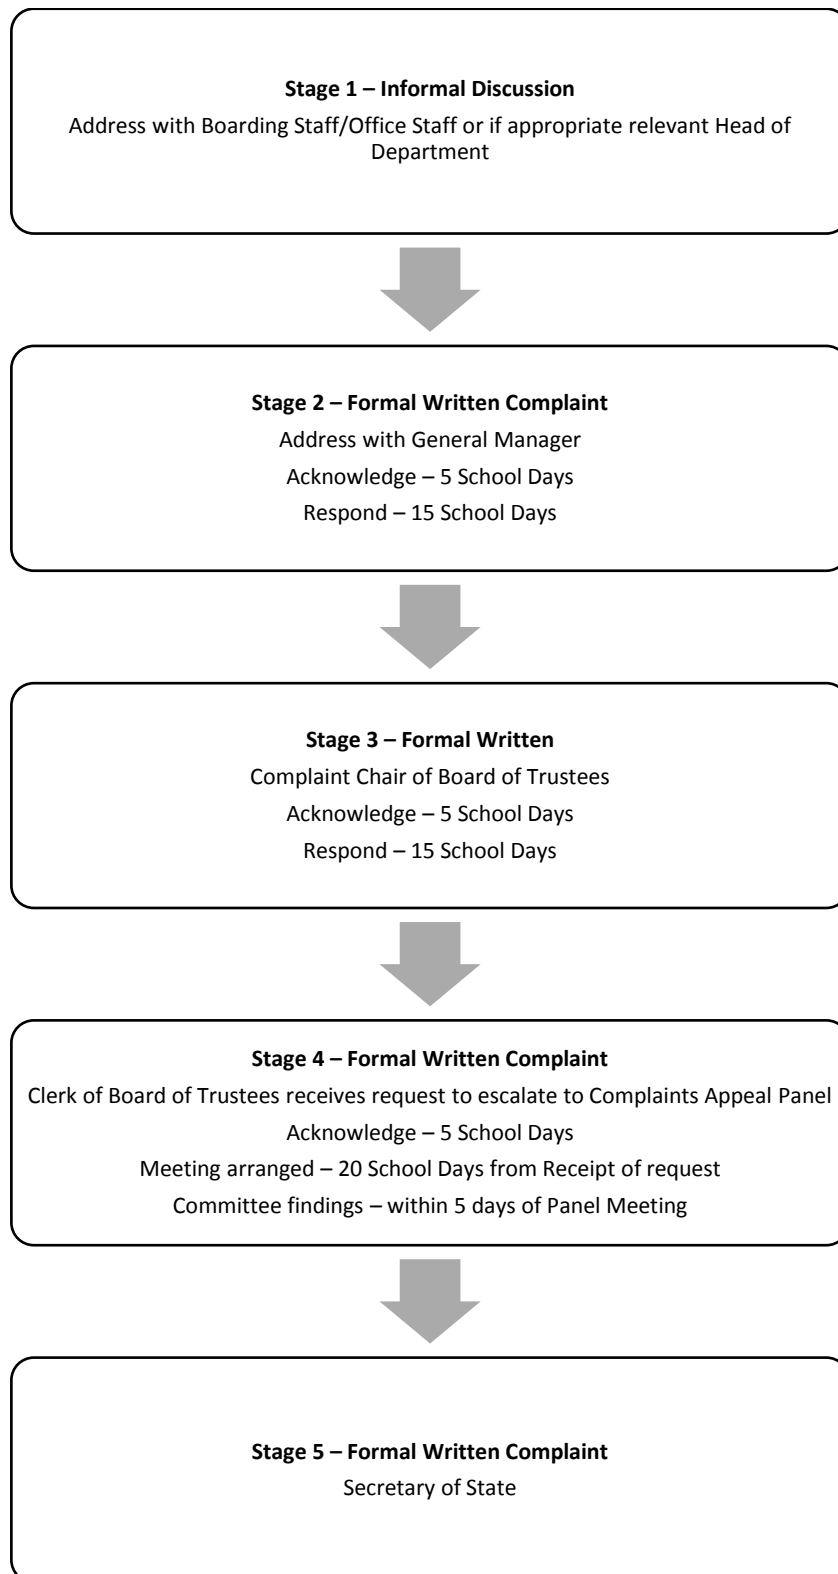 Stage 1 – Informal Discussion
Address with Boarding Staff/Office Staff or if appropriate relevant Head of
Department
Stage 2 – Formal Written Complaint
Address with General Manager
Acknowledge – 5 School Days
Respond – 15 School Days
Stage 3 – Formal Written
Complaint Chair of Board of Trustees
Acknowledge – 5 School Days
Respond – 15 School Days
Stage 4 – Formal Written Complaint
Clerk of Board of Trustees receives request to escalate to Complaints Appeal Panel
Acknowledge – 5 School Days
Meeting arranged – 20 School Days from Receipt of request
Committee findings – within 5 days of Panel Meeting
Stage 5 – Formal Written Complaint
Secretary of State